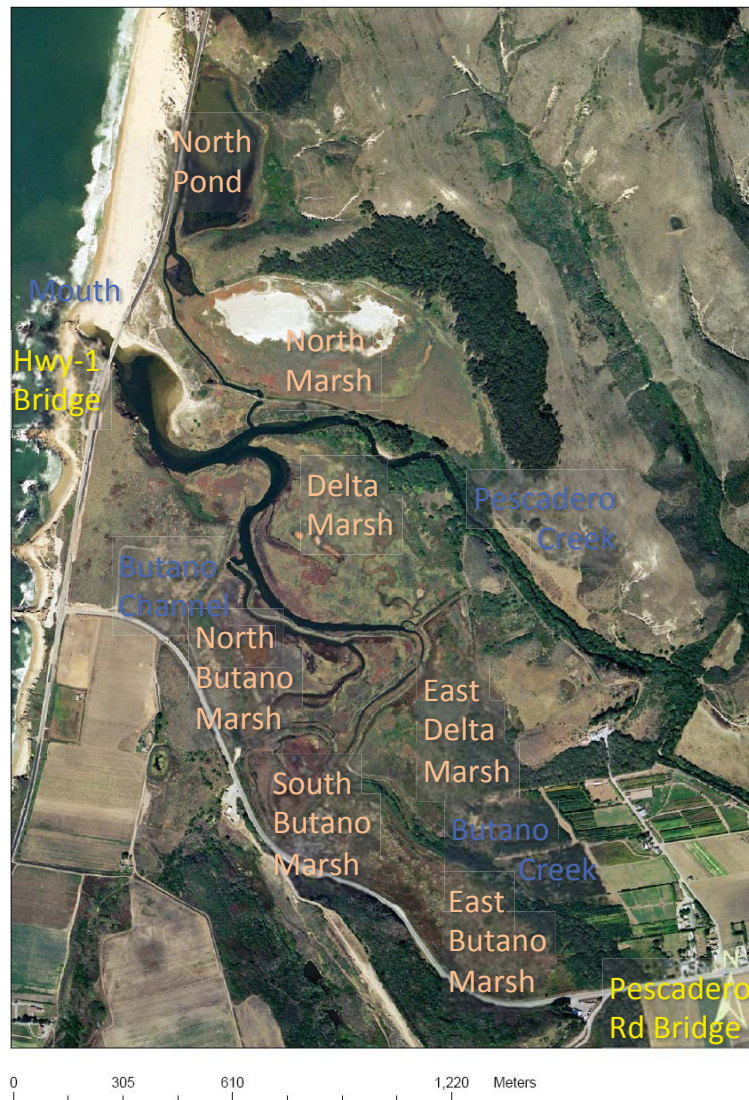 North
Pond
Mouth
Hwy-1
Bridge
North
Marsh
Delta
Marsh
Pescadero
Creek
Butano
Channel
North
Butano
Marsh
East
Delta
Marsh
South
Butano
Marsh
Butano
Creek
East
Butano
Marsh
N
Pescadero
Rd Bridge
0 305 610 1,220 Meters